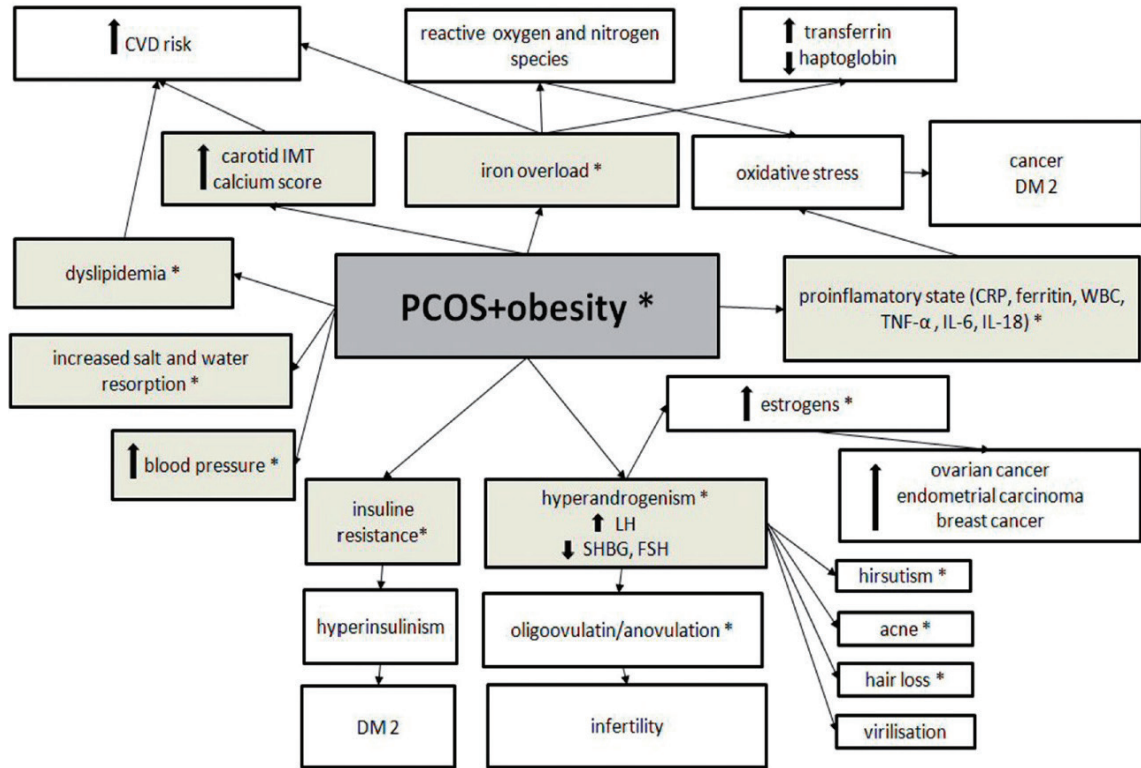 ↑ CVD risk
reactive oxygen and nitrogen
species
↑ transferrin
↓ haptoglobin
↑ carotid IMT
calcium score
iron overload *
oxidative stress
cancer
DM 2
dyslipidemia *
PCOS+obesity *
proinflamatory state (CRP, ferritin, WBC,
TNF-α, IL-6, IL-18) *
increased salt and water
resorption *
↑ blood pressure *
↑ estrogens *
↑ ovarian cancer
endometrial carcinoma
breast cancer
insuline
resistance*
hyperandrogenism *
↑ LH
↓ SHBG, FSH
hirsutism *
hyperinsulinism
oligoovulatin/anovulation *
acne *
hair loss *
DM 2
infertility
virilisation